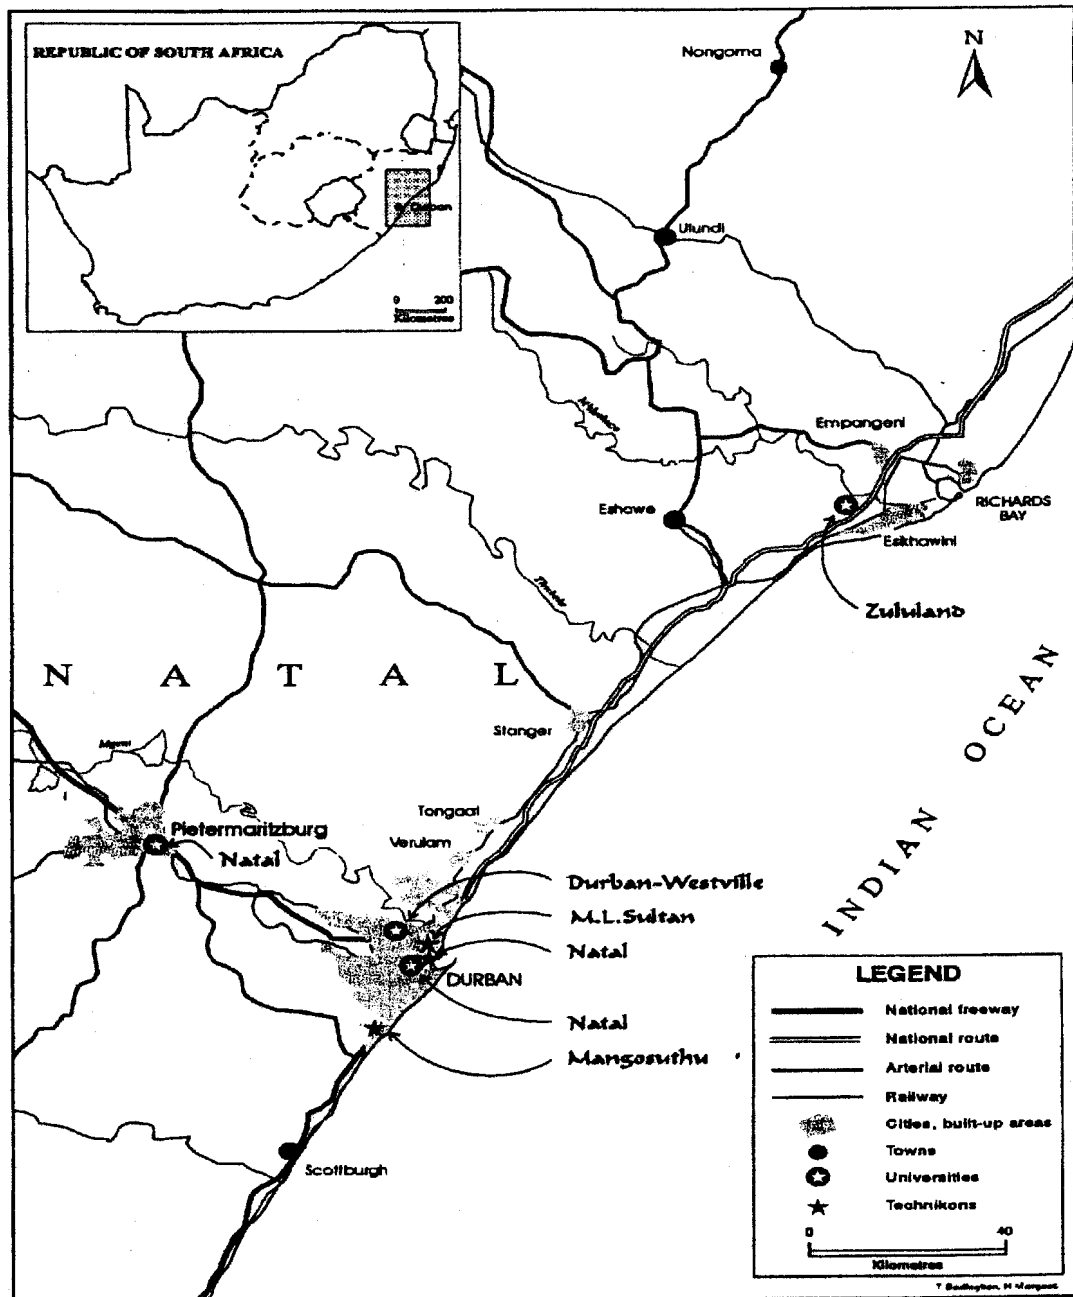 REPUBLIC OF SOUTH AFRICA
Durban
0 200
Kilometres
Nongoma
N
Ulundi
Empangeni
RICHARDS
BAY
Eshawe
Esikhawini
Zululand
NATAL
Stanger
Tongaat
Verulam
Pietermaritzburg
Natal
Durban-Westville
M.L.Sultan
Natal
DURBAN
Natal
Mangosuthu
Scottburgh
INDIAN OCEAN
LEGEND
National freeway
National route
Arterial route
Railway
Cities, built-up areas
Towns
Universities
Technikons
0 40
Kilometres